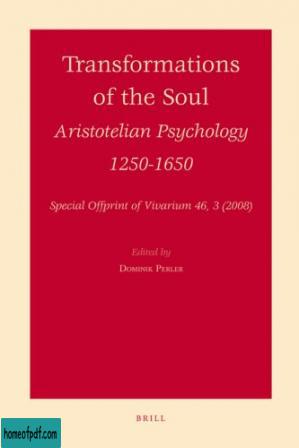 Transformations
of the Soul
Aristotelian Psychology
1250-1650
Special Offprint of Vivarium 46, 3 (2008)
Edited by
DOMINIK PERLER
BRILL
homeofpdf.com